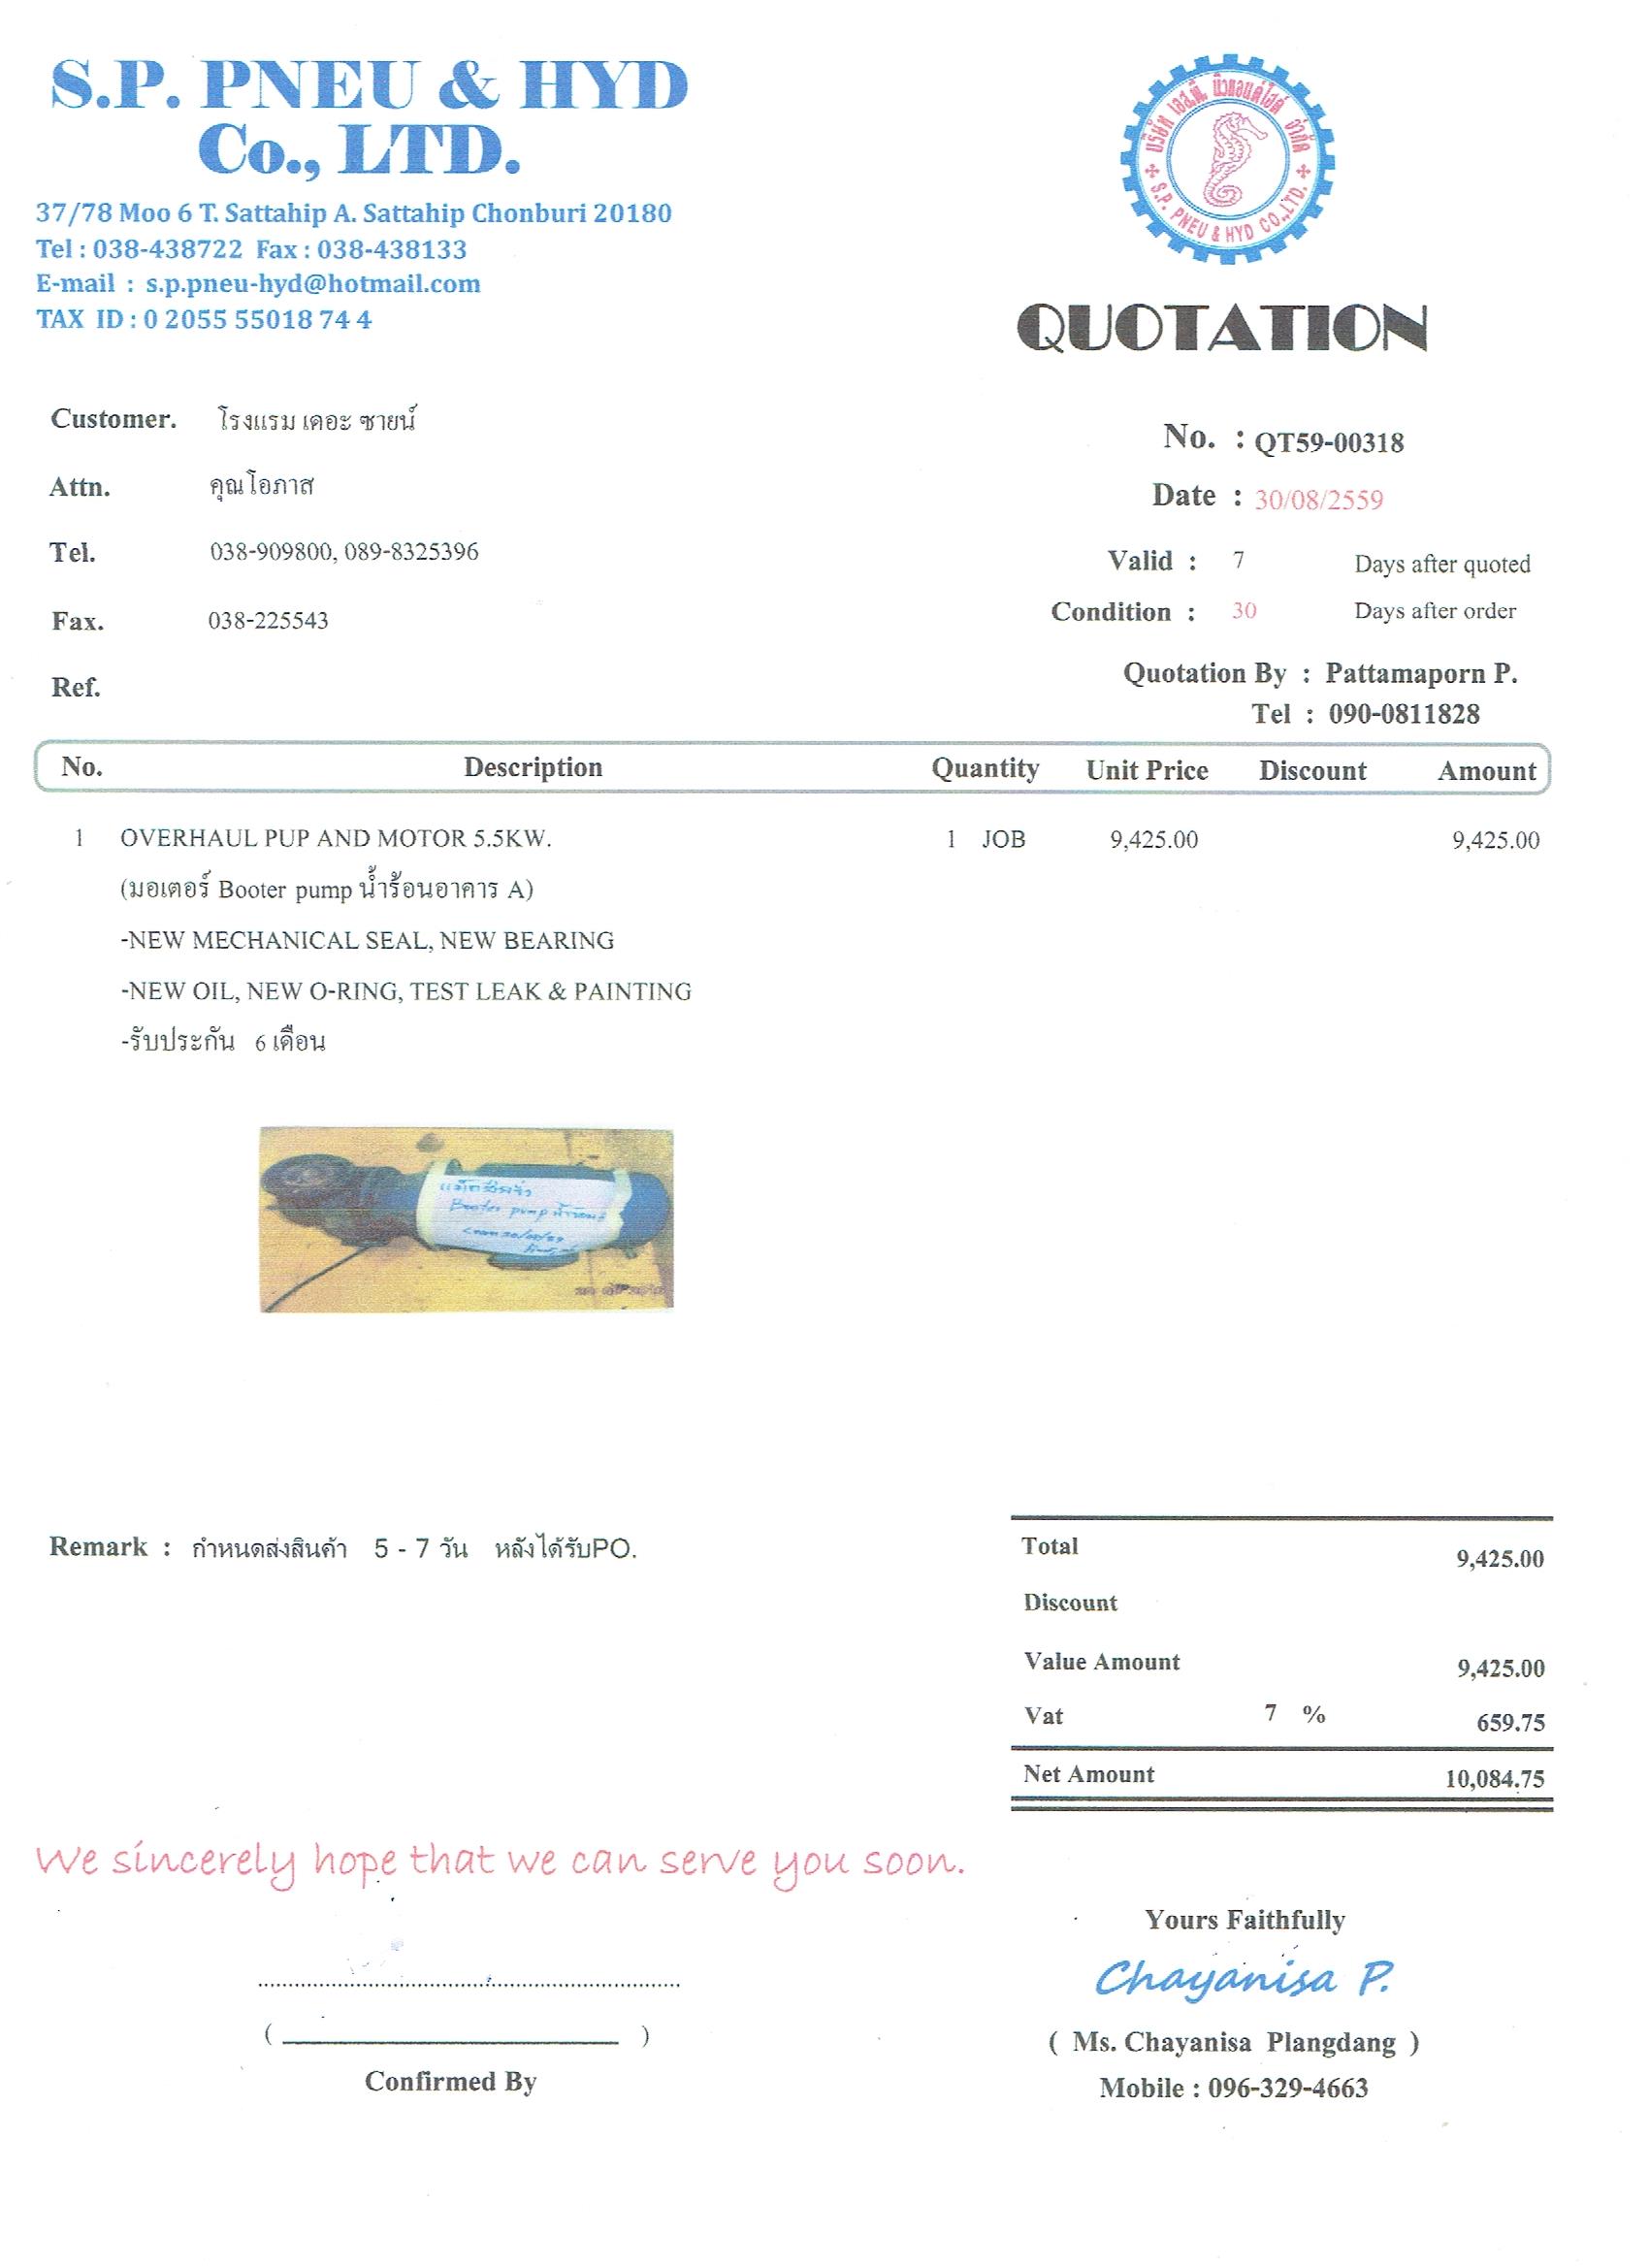 S.P. PNEU & HYD
Co., LTD.
37/78 Moo 6 T. Sattahip A. Sattahip Chonburi 20180
Tel : 038-438722 Fax : 038-438133
E-mail : s.p.pneu-hyd@hotmail.com
TAX ID : 0 2055 55018 74 4
บริษัท เอส.พี. นิวแอนด์ไฮด์ จำกัด
S.P. PNEU & HYD CO.,LTD.
QUOTATION
Customer. โรงแรม เดอะ ซายน์
Attn. คุณโอภาส
Tel. 038-909800, 089-8325396
Fax. 038-225543
Ref.
No. : QT59-00318
Date : 30/08/2559
Valid : 7 Days after quoted
Condition : 30 Days after order
Quotation By : Pattamaporn P.
Tel : 090-0811828
No. Description Quantity Unit Price Discount Amount
1 OVERHAUL PUP AND MOTOR 5.5KW. 1 JOB 9,425.00 9,425.00
(มอเตอร์ Booter pump น้ำร้อนอาคาร A)
-NEW MECHANICAL SEAL, NEW BEARING
-NEW OIL, NEW O-RING, TEST LEAK & PAINTING
-รับประกัน 6 เดือน
Booter pump
Remark : กำหนดส่งสินค้า 5 - 7 วัน หลังได้รับPO.
Total 9,425.00
Discount
Value Amount 9,425.00
Vat 7 % 659.75
Net Amount 10,084.75
We sincerely hope that we can serve you soon.
Yours Faithfully
Chayanisa P.
( Ms. Chayanisa Plangdang )
Mobile : 096-329-4663
( )
Confirmed By